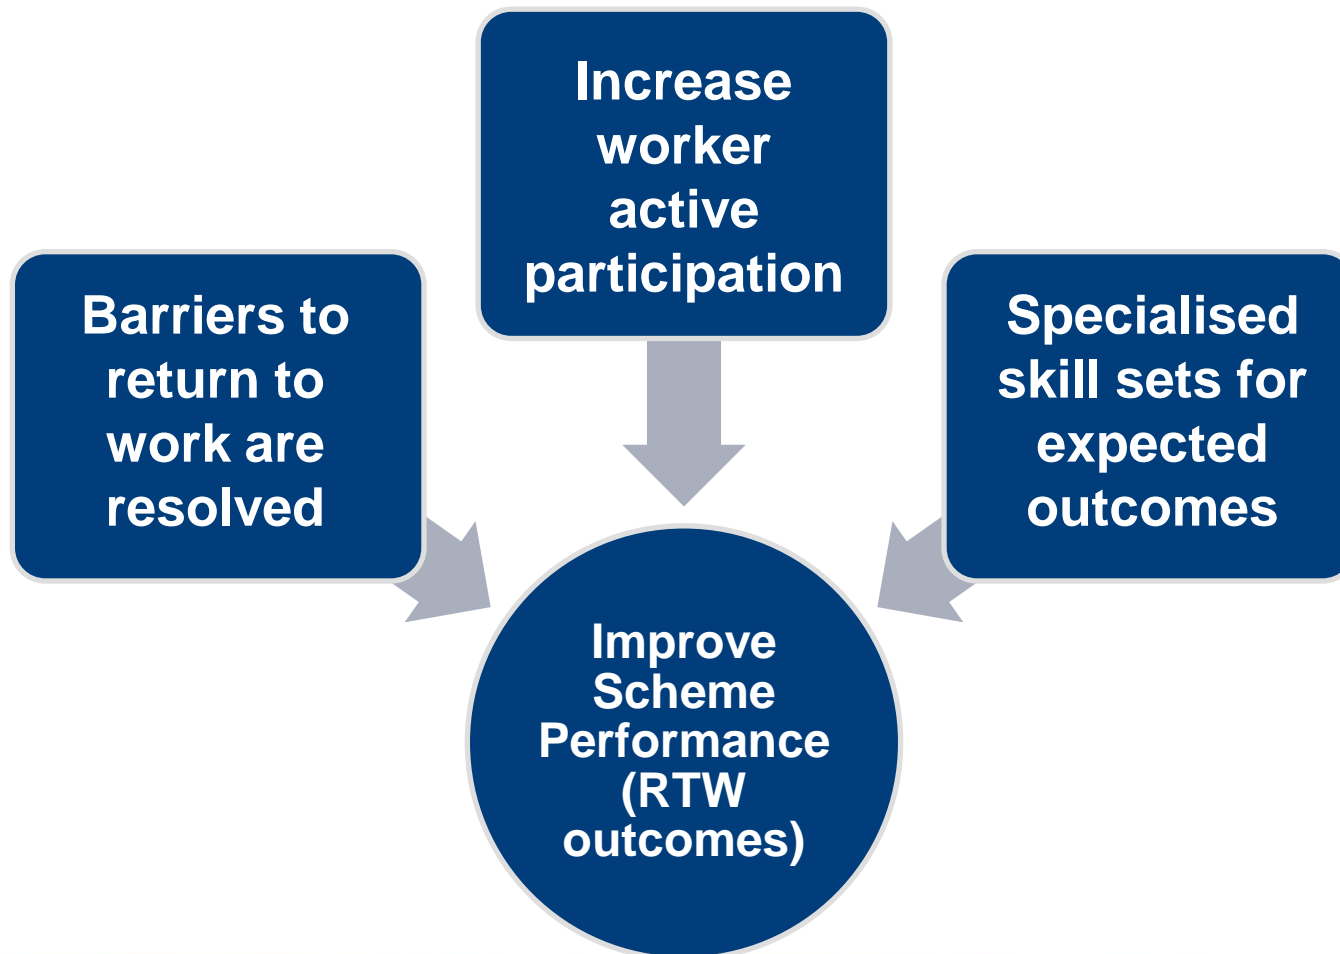 Increase
worker
active
participation
Barriers to
return to
work are
resolved
Specialised
skill sets for
expected
outcomes
Improve
Scheme
Performance
(RTW
outcomes)